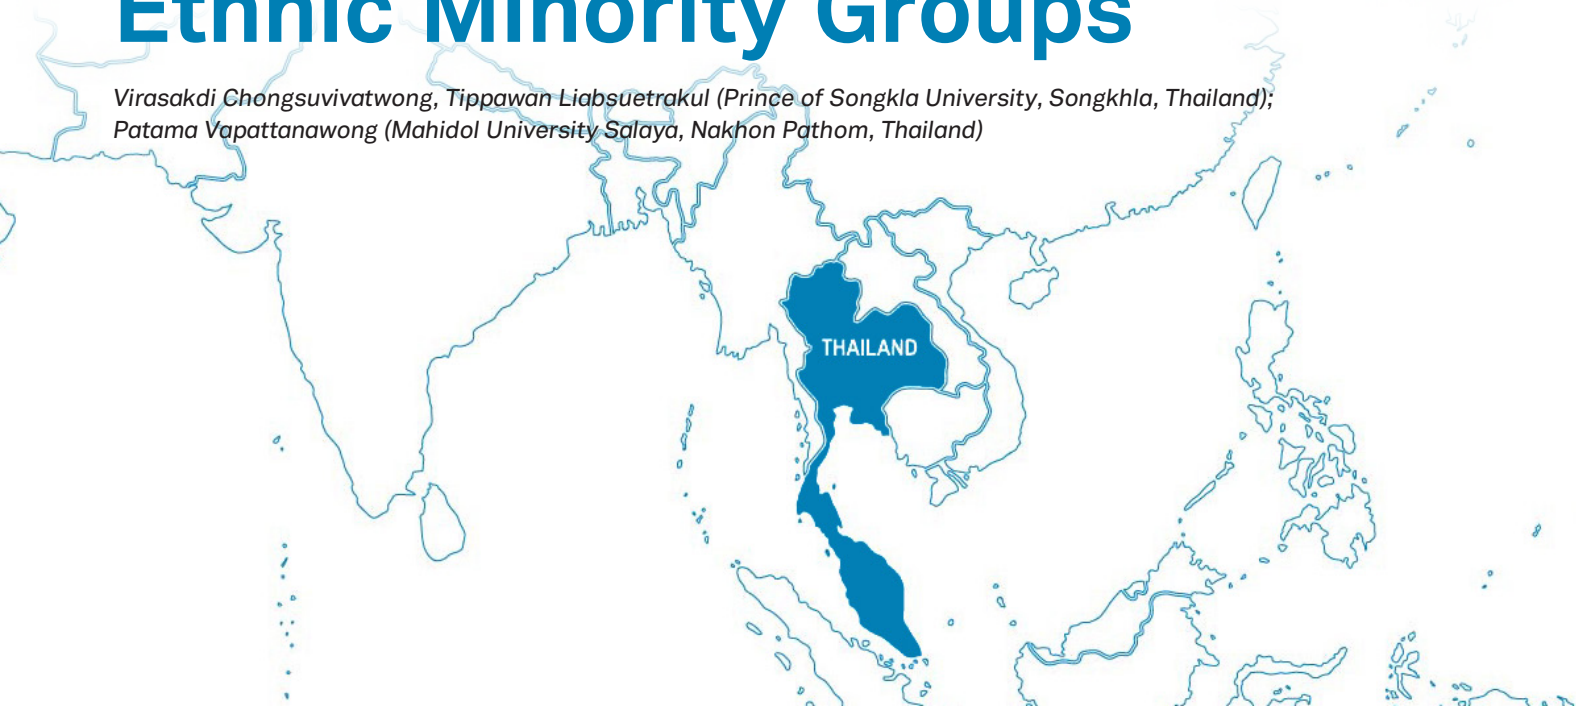 Ethnic Minority Groups
Virasakdi Chongsuvivatwong, Tippawan Liabsuetrakul (Prince of Songkla University, Songkhla, Thailand);
Patama Vapattanawong (Mahidol University Salaya, Nakhon Pathom, Thailand)
THAILAND